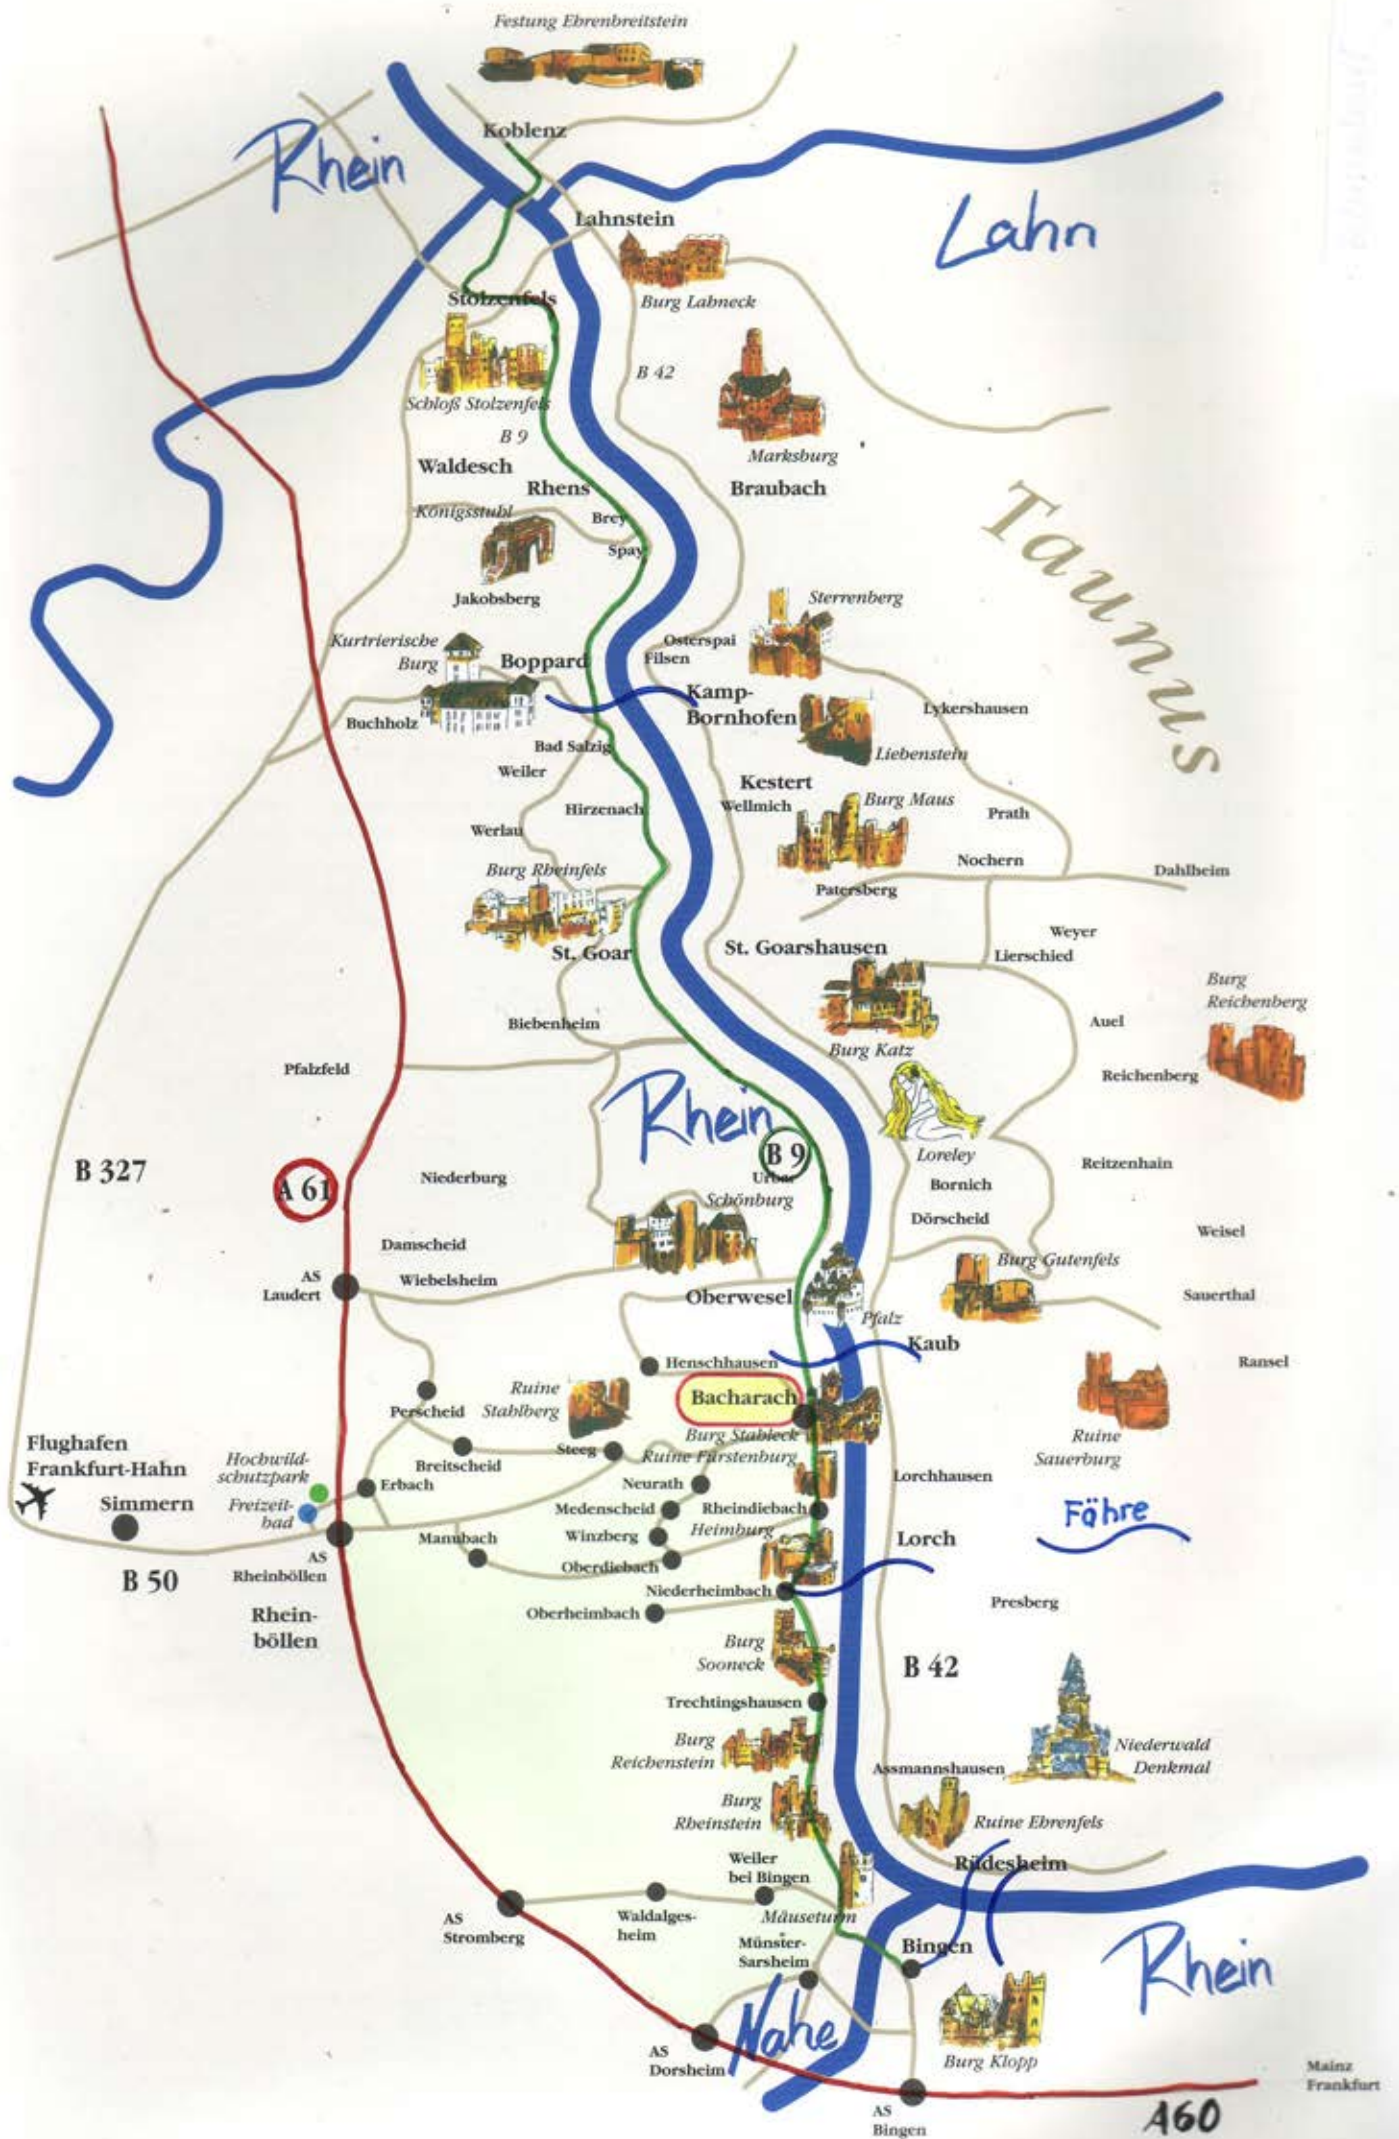 Festung Ehrenbreitstein
Koblenz
Rhein
Lahn
Lahnstein
Stolzenfels
Burg Lahneck
B 42
Schloß Stolzenfels
B 9
Marksburg
Waldesch
Rhens
Braubach
Königsstuhl
Brey
Spay
Taunus
Jakobsberg
Sterrenberg
Kurtrierische
Burg
Boppard
Osterspai
Filsen
Kamp-
Bornhofen
Lykershausen
Buchholz
Bad Salzig
Liebenstein
Weiler
Kestert
Wellmich
Burg Maus
Hirzenach
Prath
Werlau
Nochern
Dahlheim
Burg Rheinfels
Patersberg
St. Goar
St. Goarshausen
Weyer
Lierschied
Burg
Reichenberg
Biebenheim
Auel
Burg Katz
Pfalzfeld
Reichenberg
Rhein
B 9
Loreley
B 327
A 61
Niederburg
Urbar
Reitzenhain
Schönburg
Bornich
Dörscheid
Damscheid
Weisel
AS
Laudert
Wiebelsheim
Burg Gutenfels
Oberwesel
Sauerthal
Pfalz
Kaub
Henschhausen
Ransel
Bacharach
Ruine
Stahlberg
Perscheid
Burg Stahleck
Ruine
Sauerburg
Flughafen
Frankfurt-Hahn
Hochwild-
schutzpark
Steeg
Ruine Fürstenburg
Breitscheid
Erbach
Neurath
Lorchhausen
Simmern
Freizeit-
bad
Medenscheid
Rheindiebach
Fähre
Manubach
Winzberg
Heimburg
Lorch
B 50
AS
Rheinböllen
Oberdiebach
Niederheimbach
Rhein-
böllen
Oberheimbach
Presberg
Burg
Sooneck
B 42
Trechtingshausen
Burg
Reichenstein
Niederwald
Denkmal
Assmannshausen
Burg
Rheinstein
Ruine Ehrenfels
Weiler
bei Bingen
Rüdesheim
AS
Stromberg
Waldalges-
heim
Mäuseturm
Münster-
Sarsheim
Bingen
Rhein
Nahe
AS
Dorsheim
Burg Klopp
Mainz
Frankfurt
AS
Bingen
A60